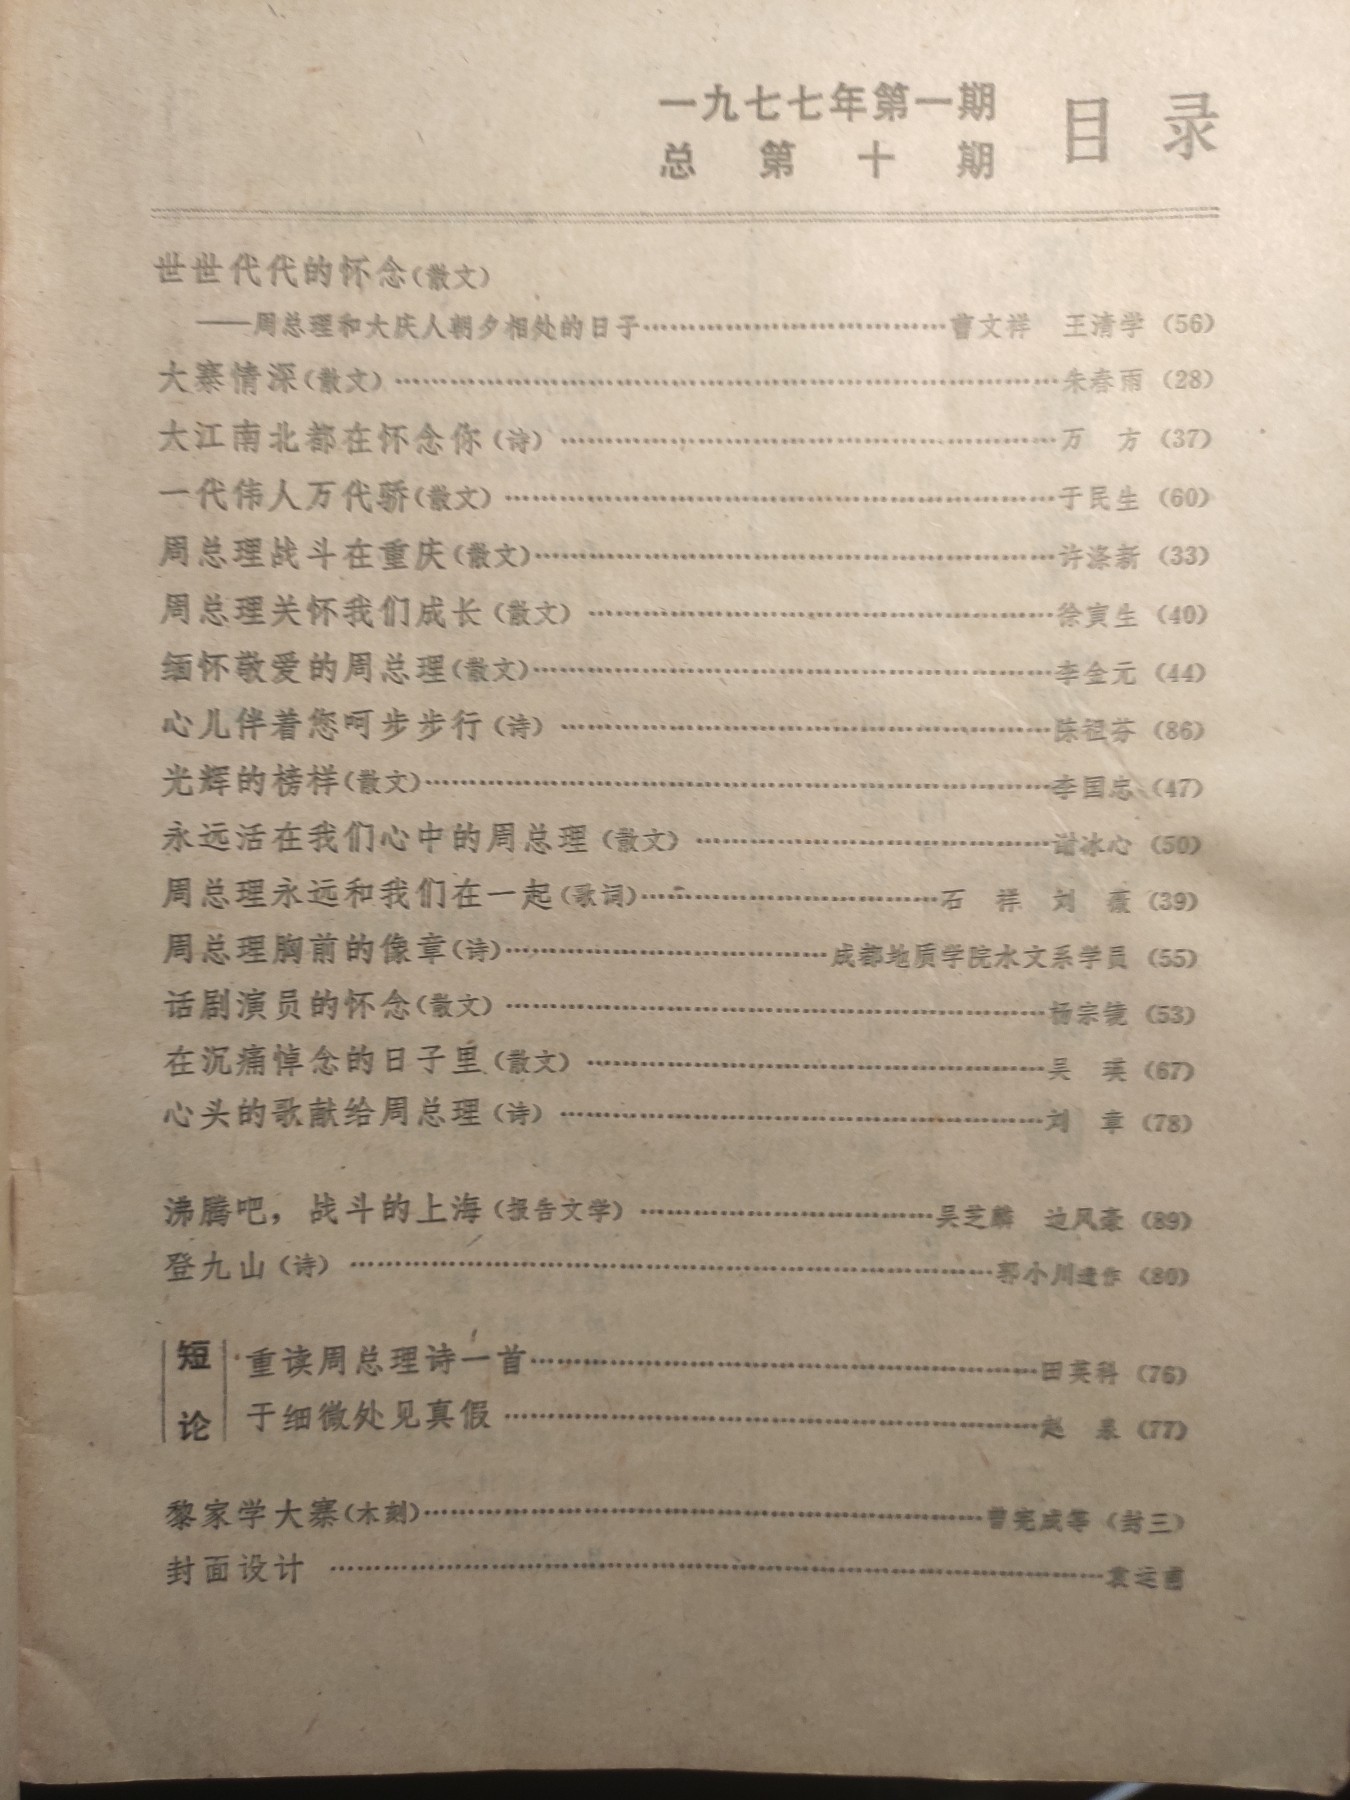 一九七七年第一期
总第十期
目录
世世代代的怀念(散文)
——周总理和大庆人朝夕相处的日子……曹文祥 王清学 (56)
大寨情深(散文)……朱春雨 (28)
大江南北都在怀念你(诗)……万 方 (37)
一代伟人万代骄(散文)……于民生 (60)
周总理战斗在重庆(散文)……许涤新 (33)
周总理关怀我们成长(散文)……徐寅生 (40)
缅怀敬爱的周总理(散文)……李金元 (44)
心儿伴着您呵步步行(诗)……陈祖芬 (86)
光辉的榜样(散文)……李国忠 (47)
永远活在我们心中的周总理(散文)……谢冰心 (50)
周总理永远和我们在一起(歌词)……石 祥 刘 薇 (39)
周总理胸前的像章(诗)……成都地质学院水文系学员 (55)
话剧演员的怀念(散文)……杨宗镜 (53)
在沉痛悼念的日子里(散文)……吴 瑛 (67)
心头的歌献给周总理(诗)……刘 章 (78)
沸腾吧，战斗的上海(报告文学)……吴芝麟 边风豪 (89)
登九山(诗)……郭小川遗作 (80)
短论
重读周总理诗一首……田英科 (76)
于细微处见真假……赵 (77)
黎家学大寨(木刻)……曹完成等 (封三)
封面设计……袁运甫